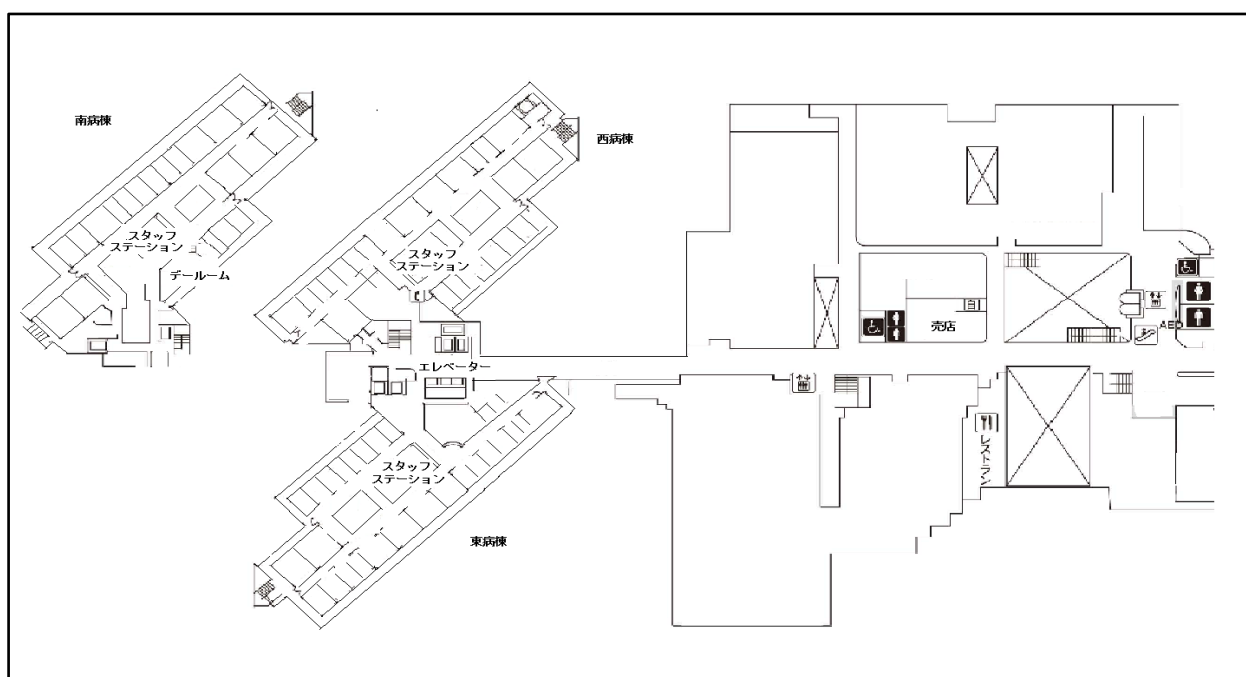 南病棟
西病棟
スタッフ
ステーション
デールーム
スタッフ
ステーション
エレベーター
スタッフ
ステーション
東病棟
自
売店
AED
レストラン